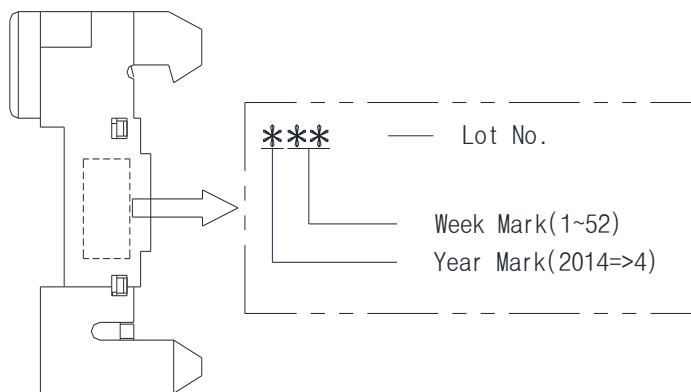 *** — Lot No.
Week Mark(1~52)
Year Mark(2014=>4)